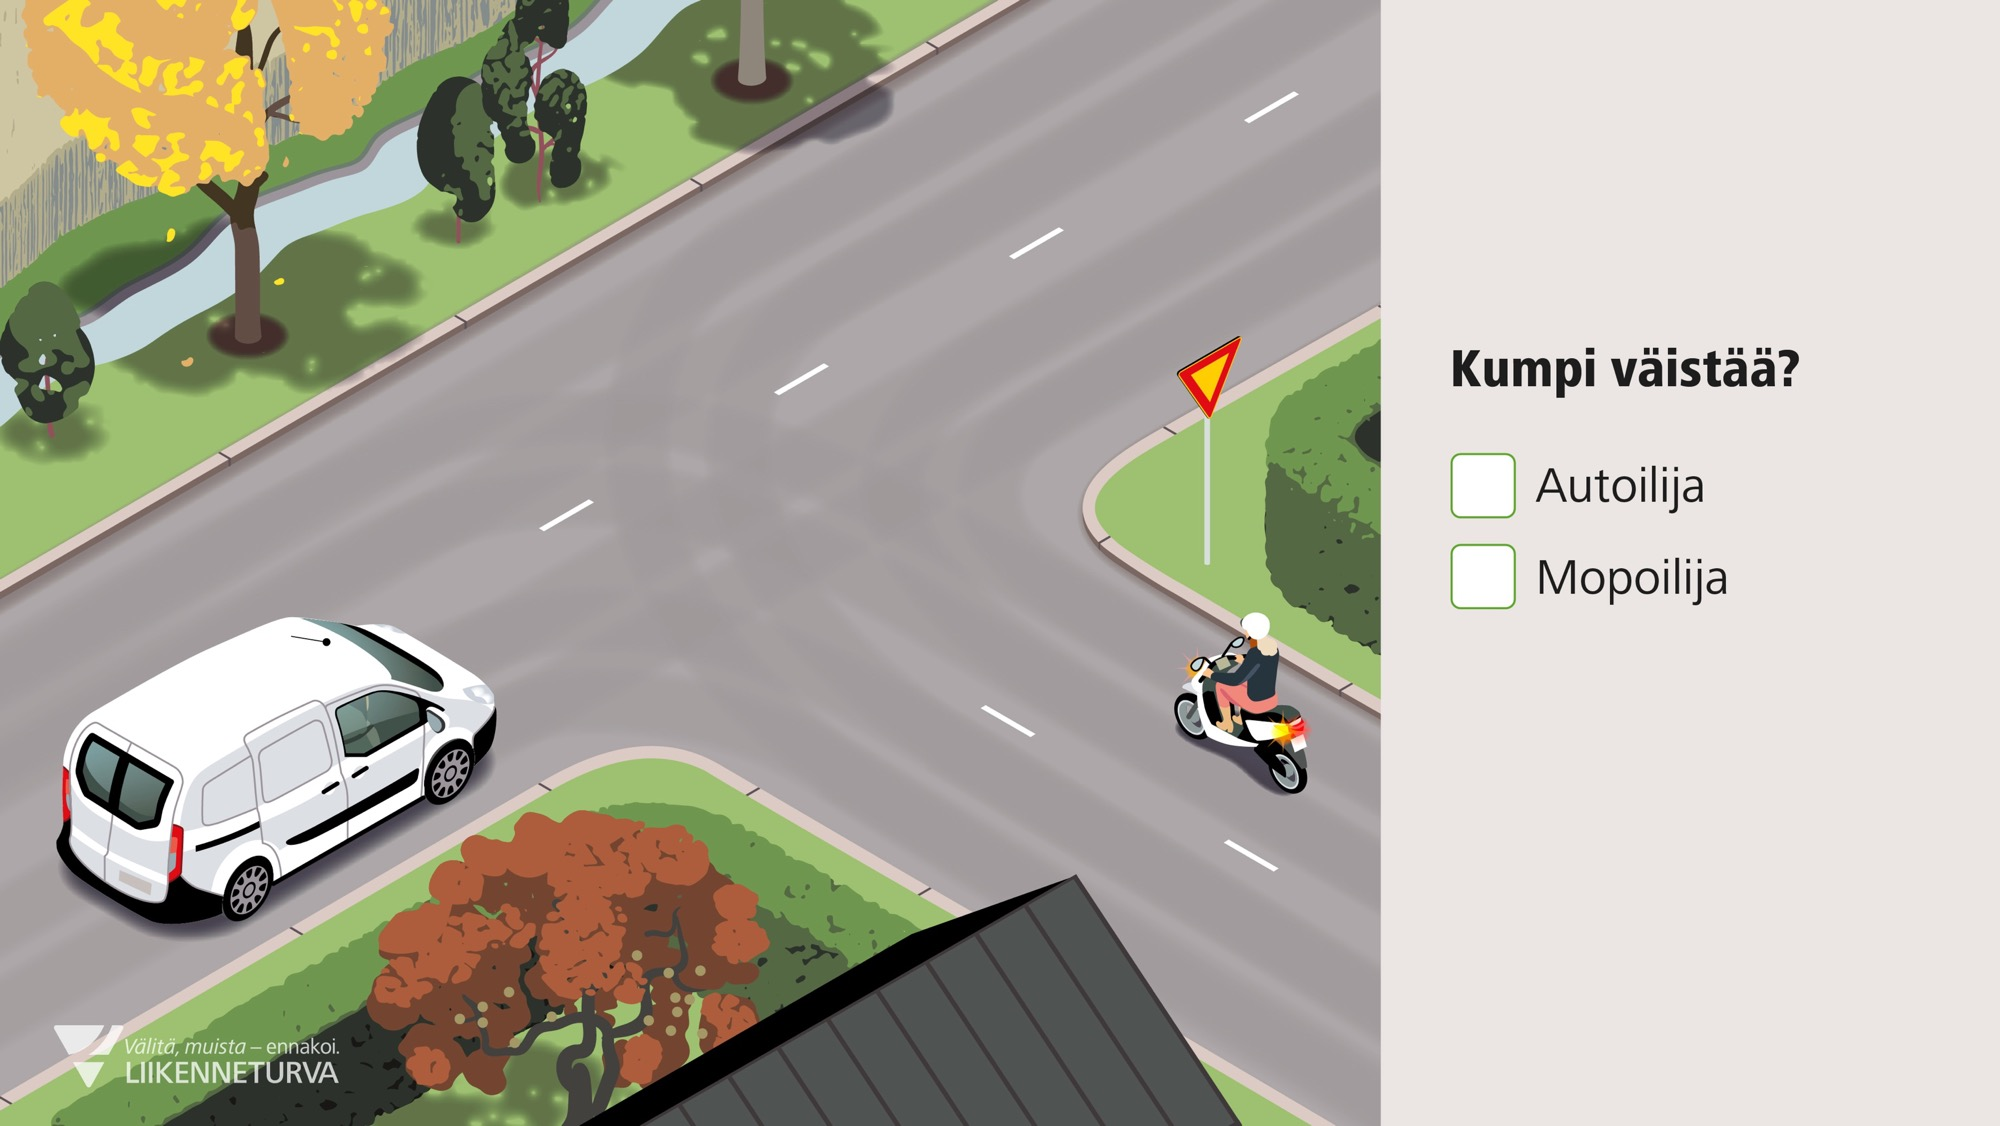 Kumpi väistää?
Autoilija
Mopoilija
Välitä, muista – ennakoi.
LIIKENNETURVA